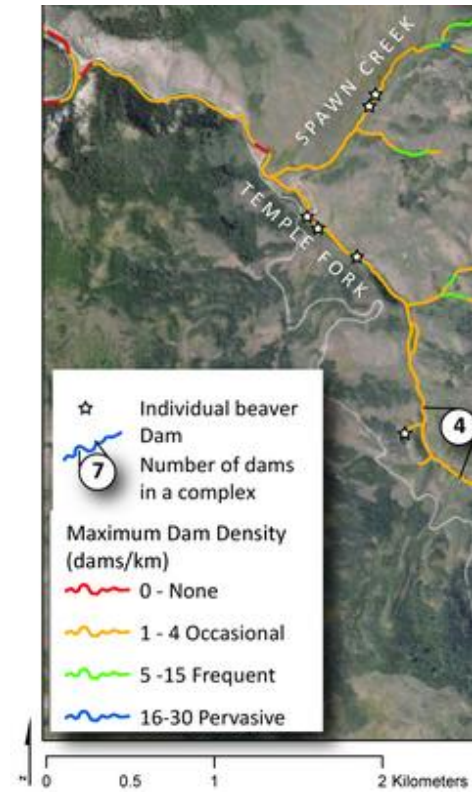 SPAWN CREEK
TEMPLE FORK
4
Individual beaver
Dam
7
Number of dams
in a complex
Maximum Dam Density
(dams/km)
0 - None
1 - 4 Occasional
5 -15 Frequent
16-30 Pervasive
N
0 0.5 1 2 Kilometers